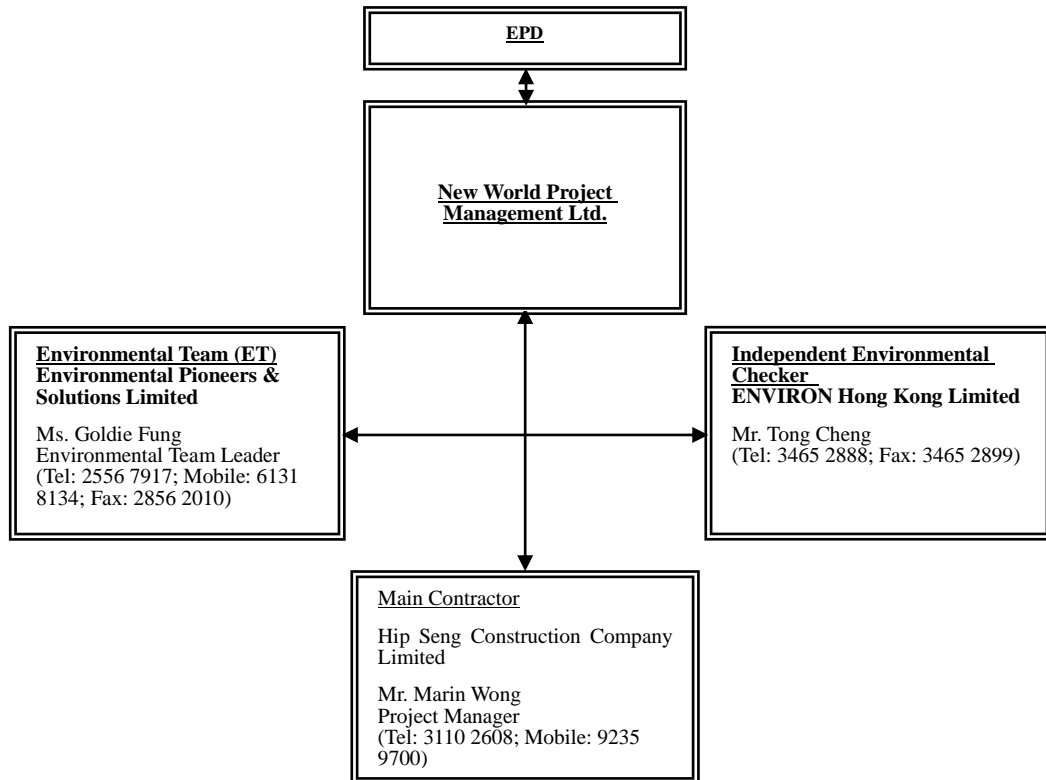 EPD
New World Project
Management Ltd.
Environmental Team (ET)
Environmental Pioneers &
Solutions Limited
Ms. Goldie Fung
Environmental Team Leader
(Tel: 2556 7917; Mobile: 6131
8134; Fax: 2856 2010)
Independent Environmental
Checker
ENVIRON Hong Kong Limited
Mr. Tong Cheng
(Tel: 3465 2888; Fax: 3465 2899)
Main Contractor
Hip Seng Construction Company
Limited
Mr. Marin Wong
Project Manager
(Tel: 3110 2608; Mobile: 9235
9700)